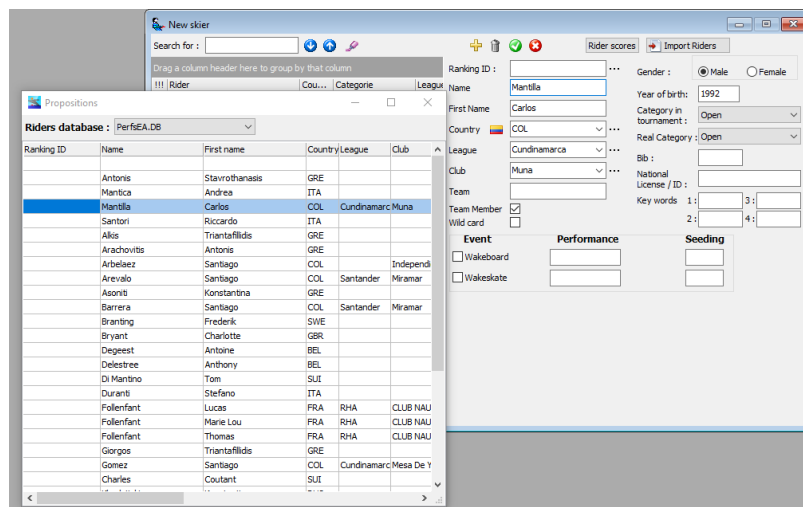 New skier
Search for :
Rider scores
Import Riders
Drag a column header here to group by that column
!!! Rider Cou... Categorie League
Ranking ID : ...
Gender : Male Female
Name Mantilla
Year of birth: 1992
First Name Carlos
Category in tournament : Open
Country COL ...
Real Category : Open
League Cundinamarca ...
Bib :
Club Muna ...
National License / ID :
Team
Key words 1 : 3 :
2 : 4 :
Team Member
Wild card
Event Performance Seeding
Wakeboard
Wakeskate
Propositions
Riders database : PerfsEA.DB
Ranking ID Name First name Country League Club
Antonis Stavrothanasis GRE
Mantica Andrea ITA
Mantilla Carlos COL Cundinamarc Muna
Santori Riccardo ITA
Alkis Triantafillidis GRE
Arachovitis Antonis GRE
Arbelaez Santiago COL Independi
Arevalo Santiago COL Santander Miramar
Asoniti Konstantina GRE
Barrera Santiago COL Santander Miramar
Branting Frederik SWE
Bryant Charlotte GBR
Degeest Antoine BEL
Delestree Anthony BEL
Di Mantino Tom SUI
Duranti Stefano ITA
Follenfant Lucas FRA RHA CLUB NAU
Follenfant Marie Lou FRA RHA CLUB NAU
Follenfant Thomas FRA RHA CLUB NAU
Giorgos Triantafillidis GRE
Gomez Santiago COL Cundinamarc Mesa De Y
Charles Coutant SUI